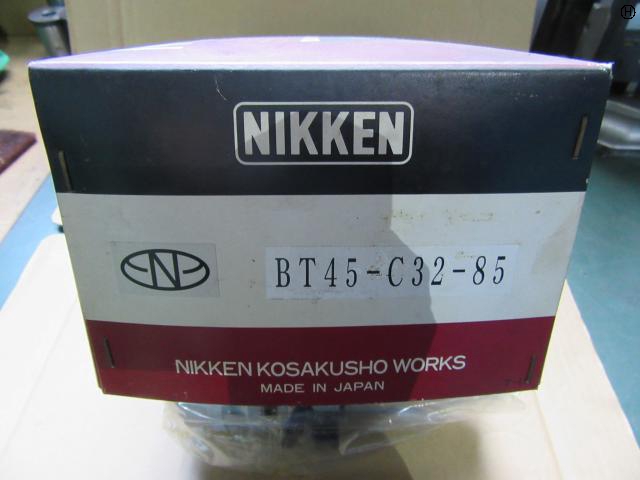 NIKKEN
N
BT45-C32-85
NIKKEN KOSAKUSHO WORKS
MADE IN JAPAN